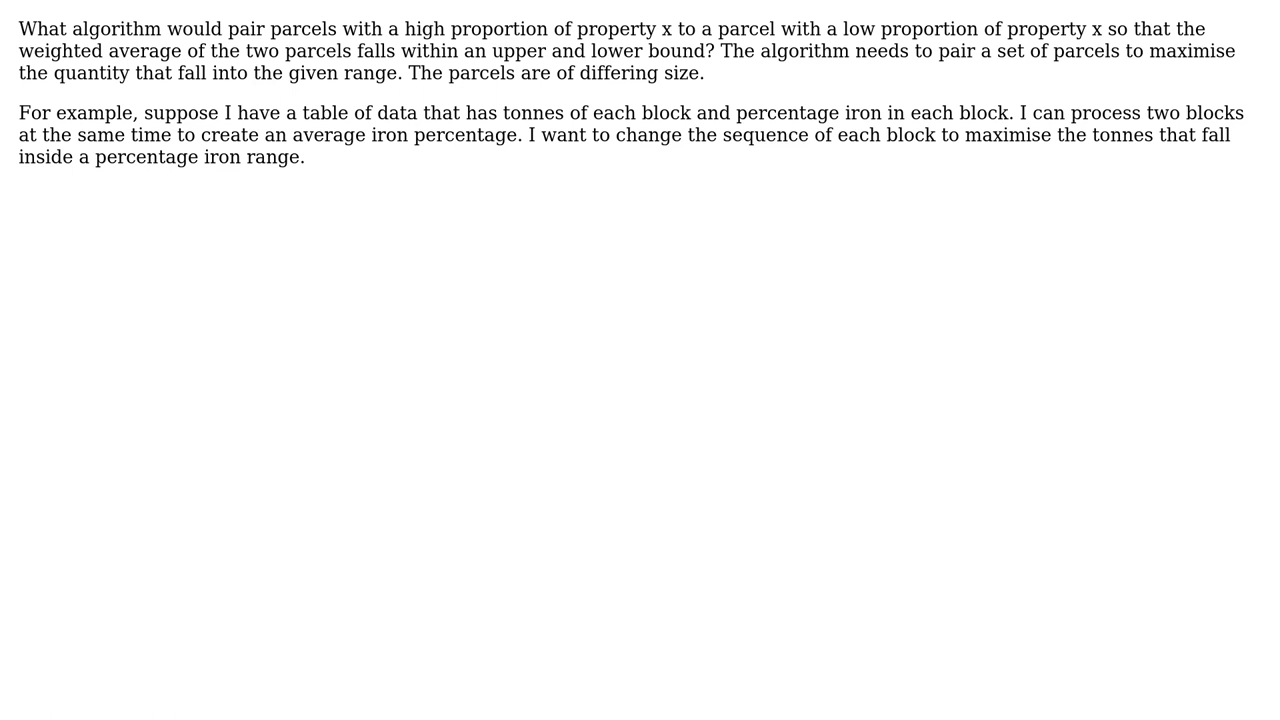 What algorithm would pair parcels with a high proportion of property x to a parcel with a low proportion of property x so that the
weighted average of the two parcels falls within an upper and lower bound? The algorithm needs to pair a set of parcels to maximise
the quantity that fall into the given range. The parcels are of differing size.
For example, suppose I have a table of data that has tonnes of each block and percentage iron in each block. I can process two blocks
at the same time to create an average iron percentage. I want to change the sequence of each block to maximise the tonnes that fall
inside a percentage iron range.